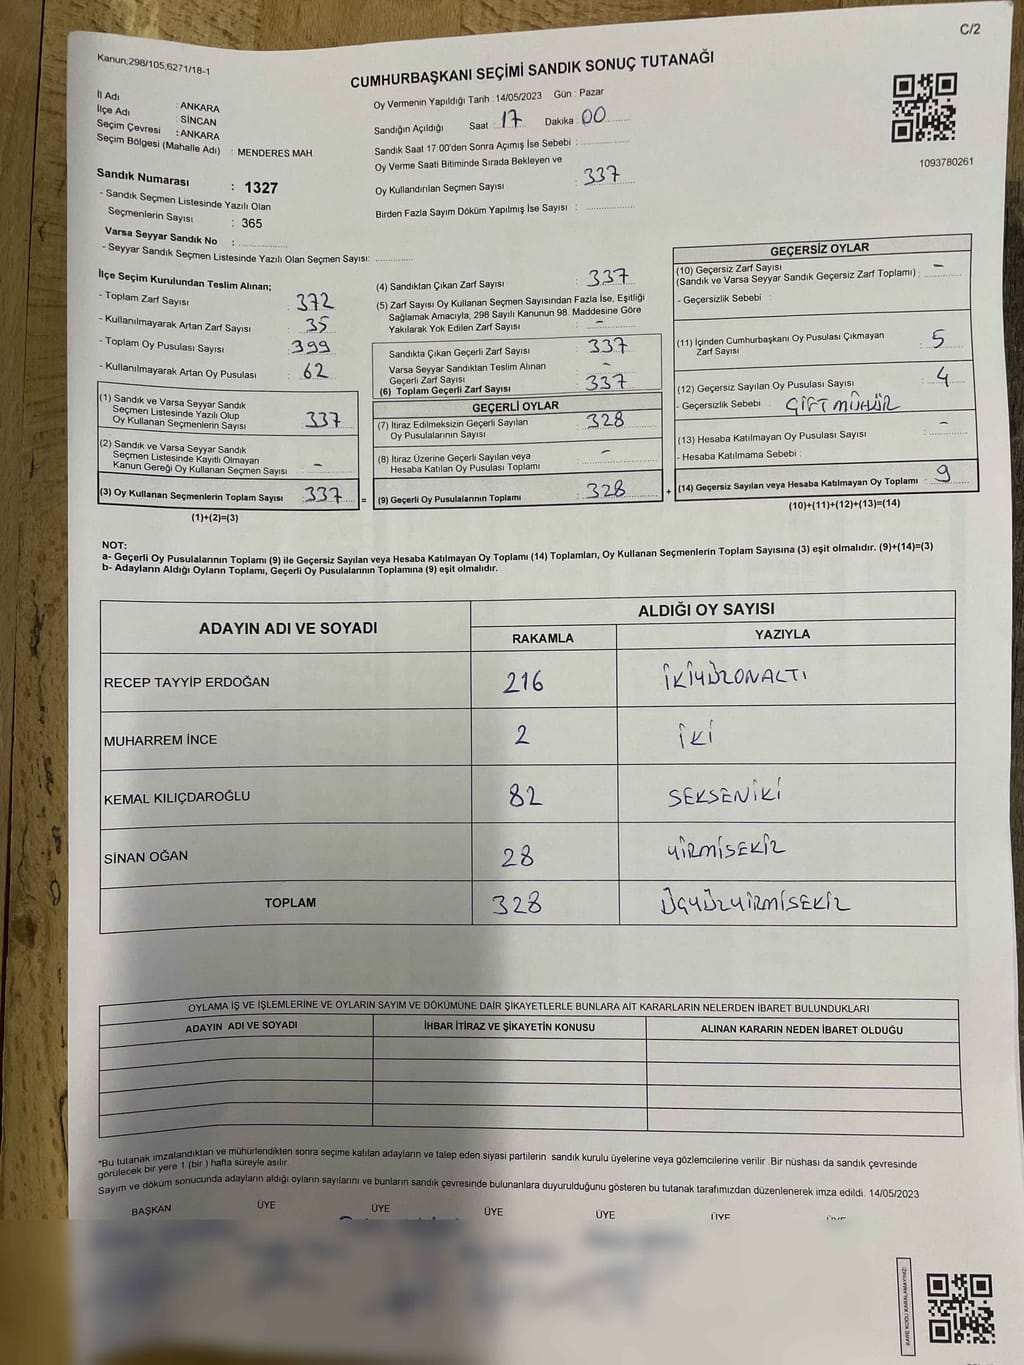 C/2
Kanun;298/105,6271/18-1
CUMHURBAŞKANI SEÇİMİ SANDIK SONUÇ TUTANAĞI
İl Adı : ANKARA
İlçe Adı : SİNCAN
Seçim Çevresi : ANKARA
Seçim Bölgesi (Mahalle Adı) : MENDERES MAH
Sandık Numarası : 1327
- Sandık Seçmen Listesinde Yazılı Olan
Seçmenlerin Sayısı : 365
Varsa Seyyar Sandık No :
- Seyyar Sandık Seçmen Listesinde Yazılı Olan Seçmen Sayısı:
Oy Vermenin Yapıldığı Tarih : 14/05/2023 Gün : Pazar
Sandığın Açıldığı Saat : 17 Dakika : 00
Sandık Saat 17:00'den Sonra Açımış İse Sebebi :
Oy Verme Saati Bitiminde Sırada Bekleyen ve
Oy Kullandırılan Seçmen Sayısı : 337
Birden Fazla Sayım Döküm Yapılmış İse Sayısı :
1093780261
İlçe Seçim Kurulundan Teslim Alınan;
- Toplam Zarf Sayısı : 372
- Kullanılmayarak Artan Zarf Sayısı : 35
- Toplam Oy Pusulası Sayısı : 399
- Kullanılmayarak Artan Oy Pusulası : 62
(1) Sandık ve Varsa Seyyar Sandık
Seçmen Listesinde Yazılı Olup
Oy Kullanan Seçmenlerin Sayısı : 337
(2) Sandık ve Varsa Seyyar Sandık
Seçmen Listesinde Kayıtlı Olmayan
Kanun Gereği Oy Kullanan Seçmen Sayısı : -
(3) Oy Kullanan Seçmenlerin Toplam Sayısı : 337 =
(1)+(2)=(3)
(4) Sandıktan Çıkan Zarf Sayısı : 337
(5) Zarf Sayısı Oy Kullanan Seçmen Sayısından Fazla İse, Eşitliği
Sağlamak Amacıyla, 298 Sayılı Kanunun 98. Maddesine Göre
Yakılarak Yok Edilen Zarf Sayısı : -
Sandıkta Çıkan Geçerli Zarf Sayısı : 337
Varsa Seyyar Sandıktan Teslim Alınan
Geçerli Zarf Sayısı : -
(6) Toplam Geçerli Zarf Sayısı : 337
GEÇERLİ OYLAR
(7) İtiraz Edilmeksizin Geçerli Sayılan
Oy Pusulalarının Sayısı : 328
(8) İtiraz Üzerine Geçerli Sayılan veya
Hesaba Katılan Oy Pusulası Toplamı : -
(9) Geçerli Oy Pusulalarının Toplamı : 328 +
GEÇERSİZ OYLAR
(10) Geçersiz Zarf Sayısı
(Sandık ve Varsa Seyyar Sandık Geçersiz Zarf Toplamı) : -
- Geçersizlik Sebebi :
(11) İçinden Cumhurbaşkanı Oy Pusulası Çıkmayan
Zarf Sayısı : 5
(12) Geçersiz Sayılan Oy Pusulası Sayısı : 4
- Geçersizlik Sebebi : ÇİFT MÜHÜR
(13) Hesaba Katılmayan Oy Pusulası Sayısı : -
- Hesaba Katılmama Sebebi :
(14) Geçersiz Sayılan veya Hesaba Katılmayan Oy Toplamı : 9
(10)+(11)+(12)+(13)=(14)
NOT:
a- Geçerli Oy Pusulalarının Toplamı (9) ile Geçersiz Sayılan veya Hesaba Katılmayan Oy Toplamı (14) Toplamları, Oy Kullanan Seçmenlerin Toplam Sayısına (3) eşit olmalıdır. (9)+(14)=(3)
b- Adayların Aldığı Oyların Toplamı, Geçerli Oy Pusulalarının Toplamına (9) eşit olmalıdır.
ADAYIN ADI VE SOYADI ALDIĞI OY SAYISI
RAKAMLA YAZIYLA
RECEP TAYYİP ERDOĞAN 216 İKİYÜZONALTI
MUHARREM İNCE 2 İKİ
KEMAL KILIÇDAROĞLU 82 SEKSENİKİ
SİNAN OĞAN 28 YİRMİSEKİZ
TOPLAM 328 ÜÇYÜZYİRMİSEKİZ
OYLAMA İŞ VE İŞLEMLERİNE VE OYLARIN SAYIM VE DÖKÜMÜNE DAİR ŞİKAYETLERLE BUNLARA AİT KARARLARIN NELERDEN İBARET BULUNDUKLARI
ADAYIN ADI VE SOYADI İHBAR İTİRAZ VE ŞİKAYETİN KONUSU ALINAN KARARIN NEDEN İBARET OLDUĞU
*Bu tutanak imzalandıktan ve mühürlendikten sonra seçime katılan adayların ve talep eden siyasi partilerin sandık kurulu üyelerine veya gözlemcilerine verilir .Bir nüshası da sandık çevresinde
görülecek bir yere 1 (bir ) hafta süreyle asılır.
Sayım ve döküm sonucunda adayların aldığı oyların sayılarını ve bunların sandık çevresinde bulunanlara duyurulduğunu gösteren bu tutanak tarafımızdan düzenlenerek imza edildi. 14/05/2023
BAŞKAN ÜYE ÜYE ÜYE ÜYE ÜYE
KARE KODU KARALAMAYINIZ!